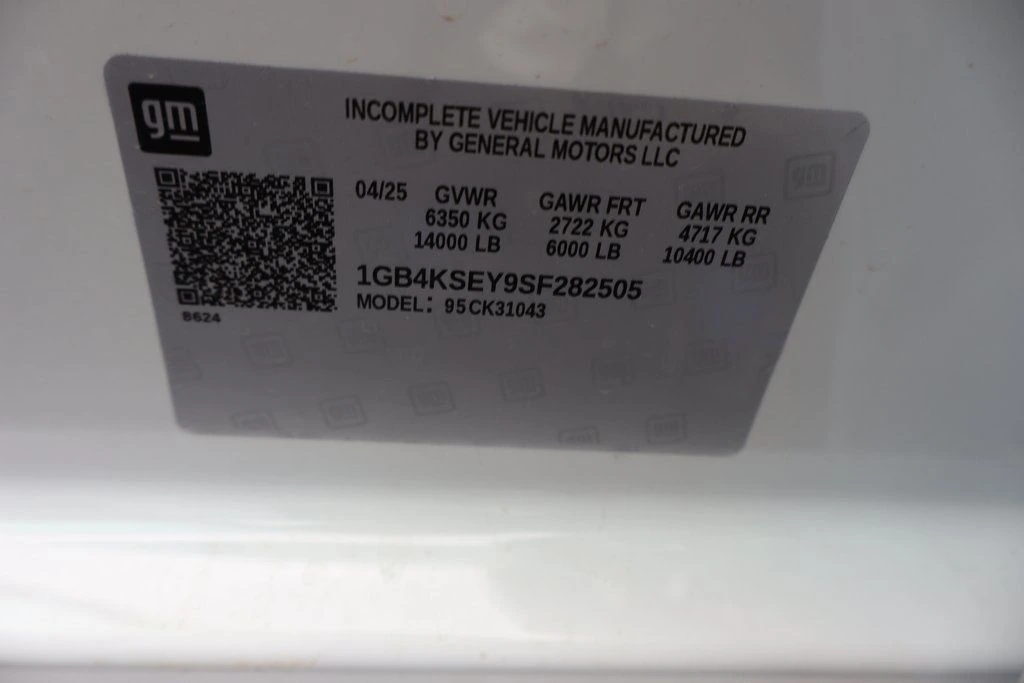 gm
INCOMPLETE VEHICLE MANUFACTURED
BY GENERAL MOTORS LLC
04/25 GVWR GAWR FRT GAWR RR
6350 KG 2722 KG 4717 KG
14000 LB 6000 LB 10400 LB
1GB4KSEY9SF282505
MODEL: 95CK31043
8624